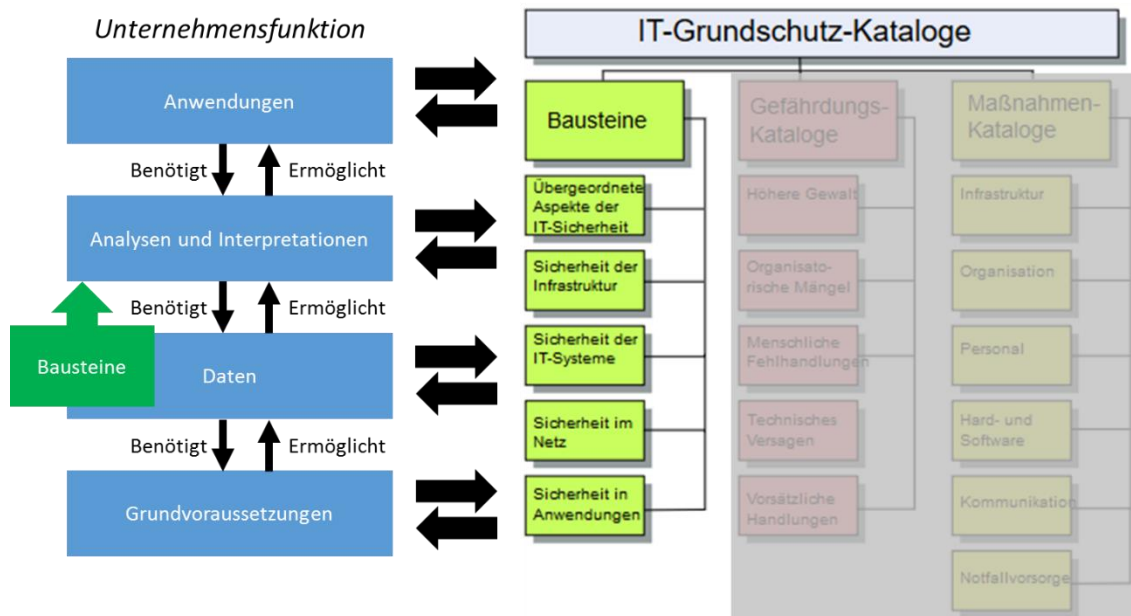 Unternehmensfunktion
Anwendungen
Benötigt
Ermöglicht
Analysen und Interpretationen
Benötigt
Ermöglicht
Bausteine
Daten
Benötigt
Ermöglicht
Grundvoraussetzungen
IT-Grundschutz-Kataloge
Bausteine
Übergeordnete
Aspekte der
IT-Sicherheit
Sicherheit der
Infrastruktur
Sicherheit der
IT-Systeme
Sicherheit im
Netz
Sicherheit in
Anwendungen
Gefährdungs-
Kataloge
Höhere Gewalt
Organisato-
rische Mängel
Menschliche
Fehlhandlungen
Technisches
Versagen
Vorsätzliche
Handlungen
Maßnahmen-
Kataloge
Infrastruktur
Organisation
Personal
Hard- und
Software
Kommunikation
Notfallvorsorge